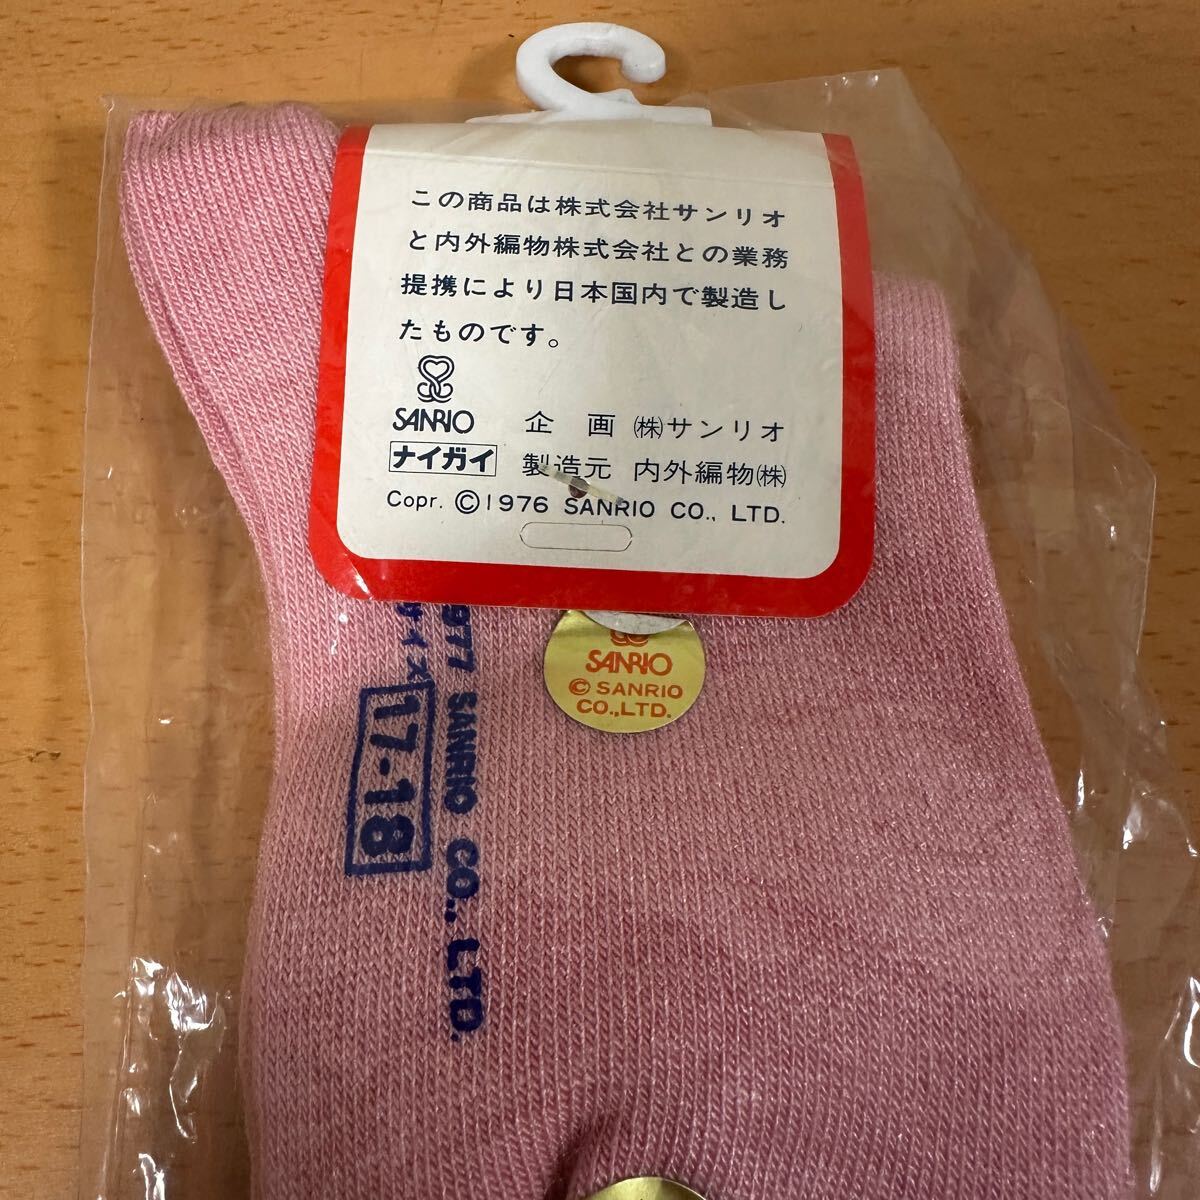 この商品は株式会社サンリオ
と内外編物株式会社との業務
提携により日本国内で製造し
たものです。
SANRIO
企 画 ㈱サンリオ
ナイガイ
製造元 内外編物㈱
Copr. ©1976 SANRIO CO., LTD.
SANRIO
© SANRIO
CO.,LTD.
1977 SANRIO CO., LTD.
サイズ
17-18